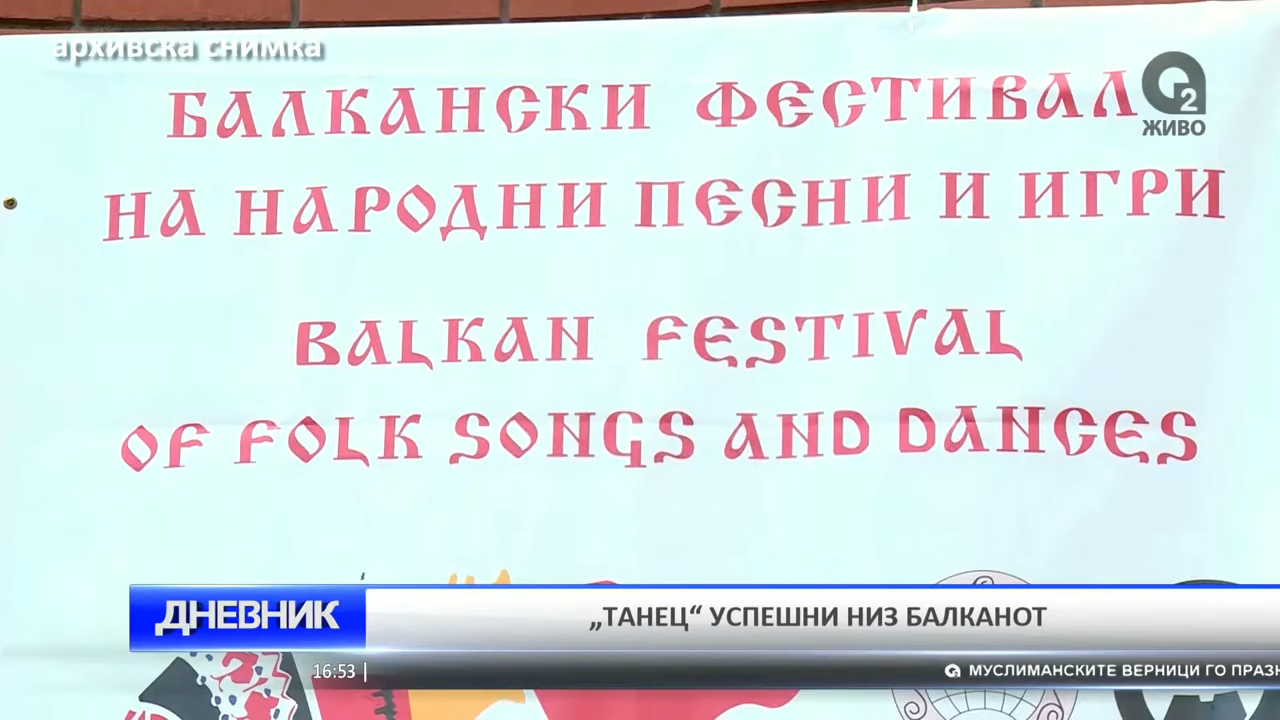 архивска снимка
2
ЖИВО
БАЛКАНСКИ ФЕСТИВАЛ
НА НАРОДНИ ПЕСНИ И ИГРИ
BALKAN FESTIVAL
OF FOLK SONGS AND DANCES
ДНЕВНИК
„ТАНЕЦ“ УСПЕШНИ НИЗ БАЛКАНОТ
16:53 |
МУСЛИМАНСКИТЕ ВЕРНИЦИ ГО